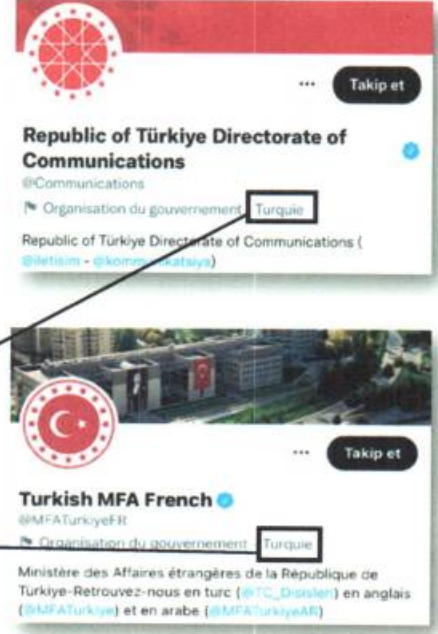 ... Takip et
Republic of Türkiye Directorate of
Communications
@Communications
Organisation du gouvernement Turquie
Republic of Türkiye Directorate of Communications (
@iletisim - @kommunikatsiya)
... Takip et
Turkish MFA French
@MFATurkiyeFR
Organisation du gouvernement Turquie
Ministère des Affaires étrangères de la République de
Türkiye-Retrouvez-nous en turc (@TC_Disisleri) en anglais
(@MFATurkiye) et en arabe (@MFATurkiyeAR)